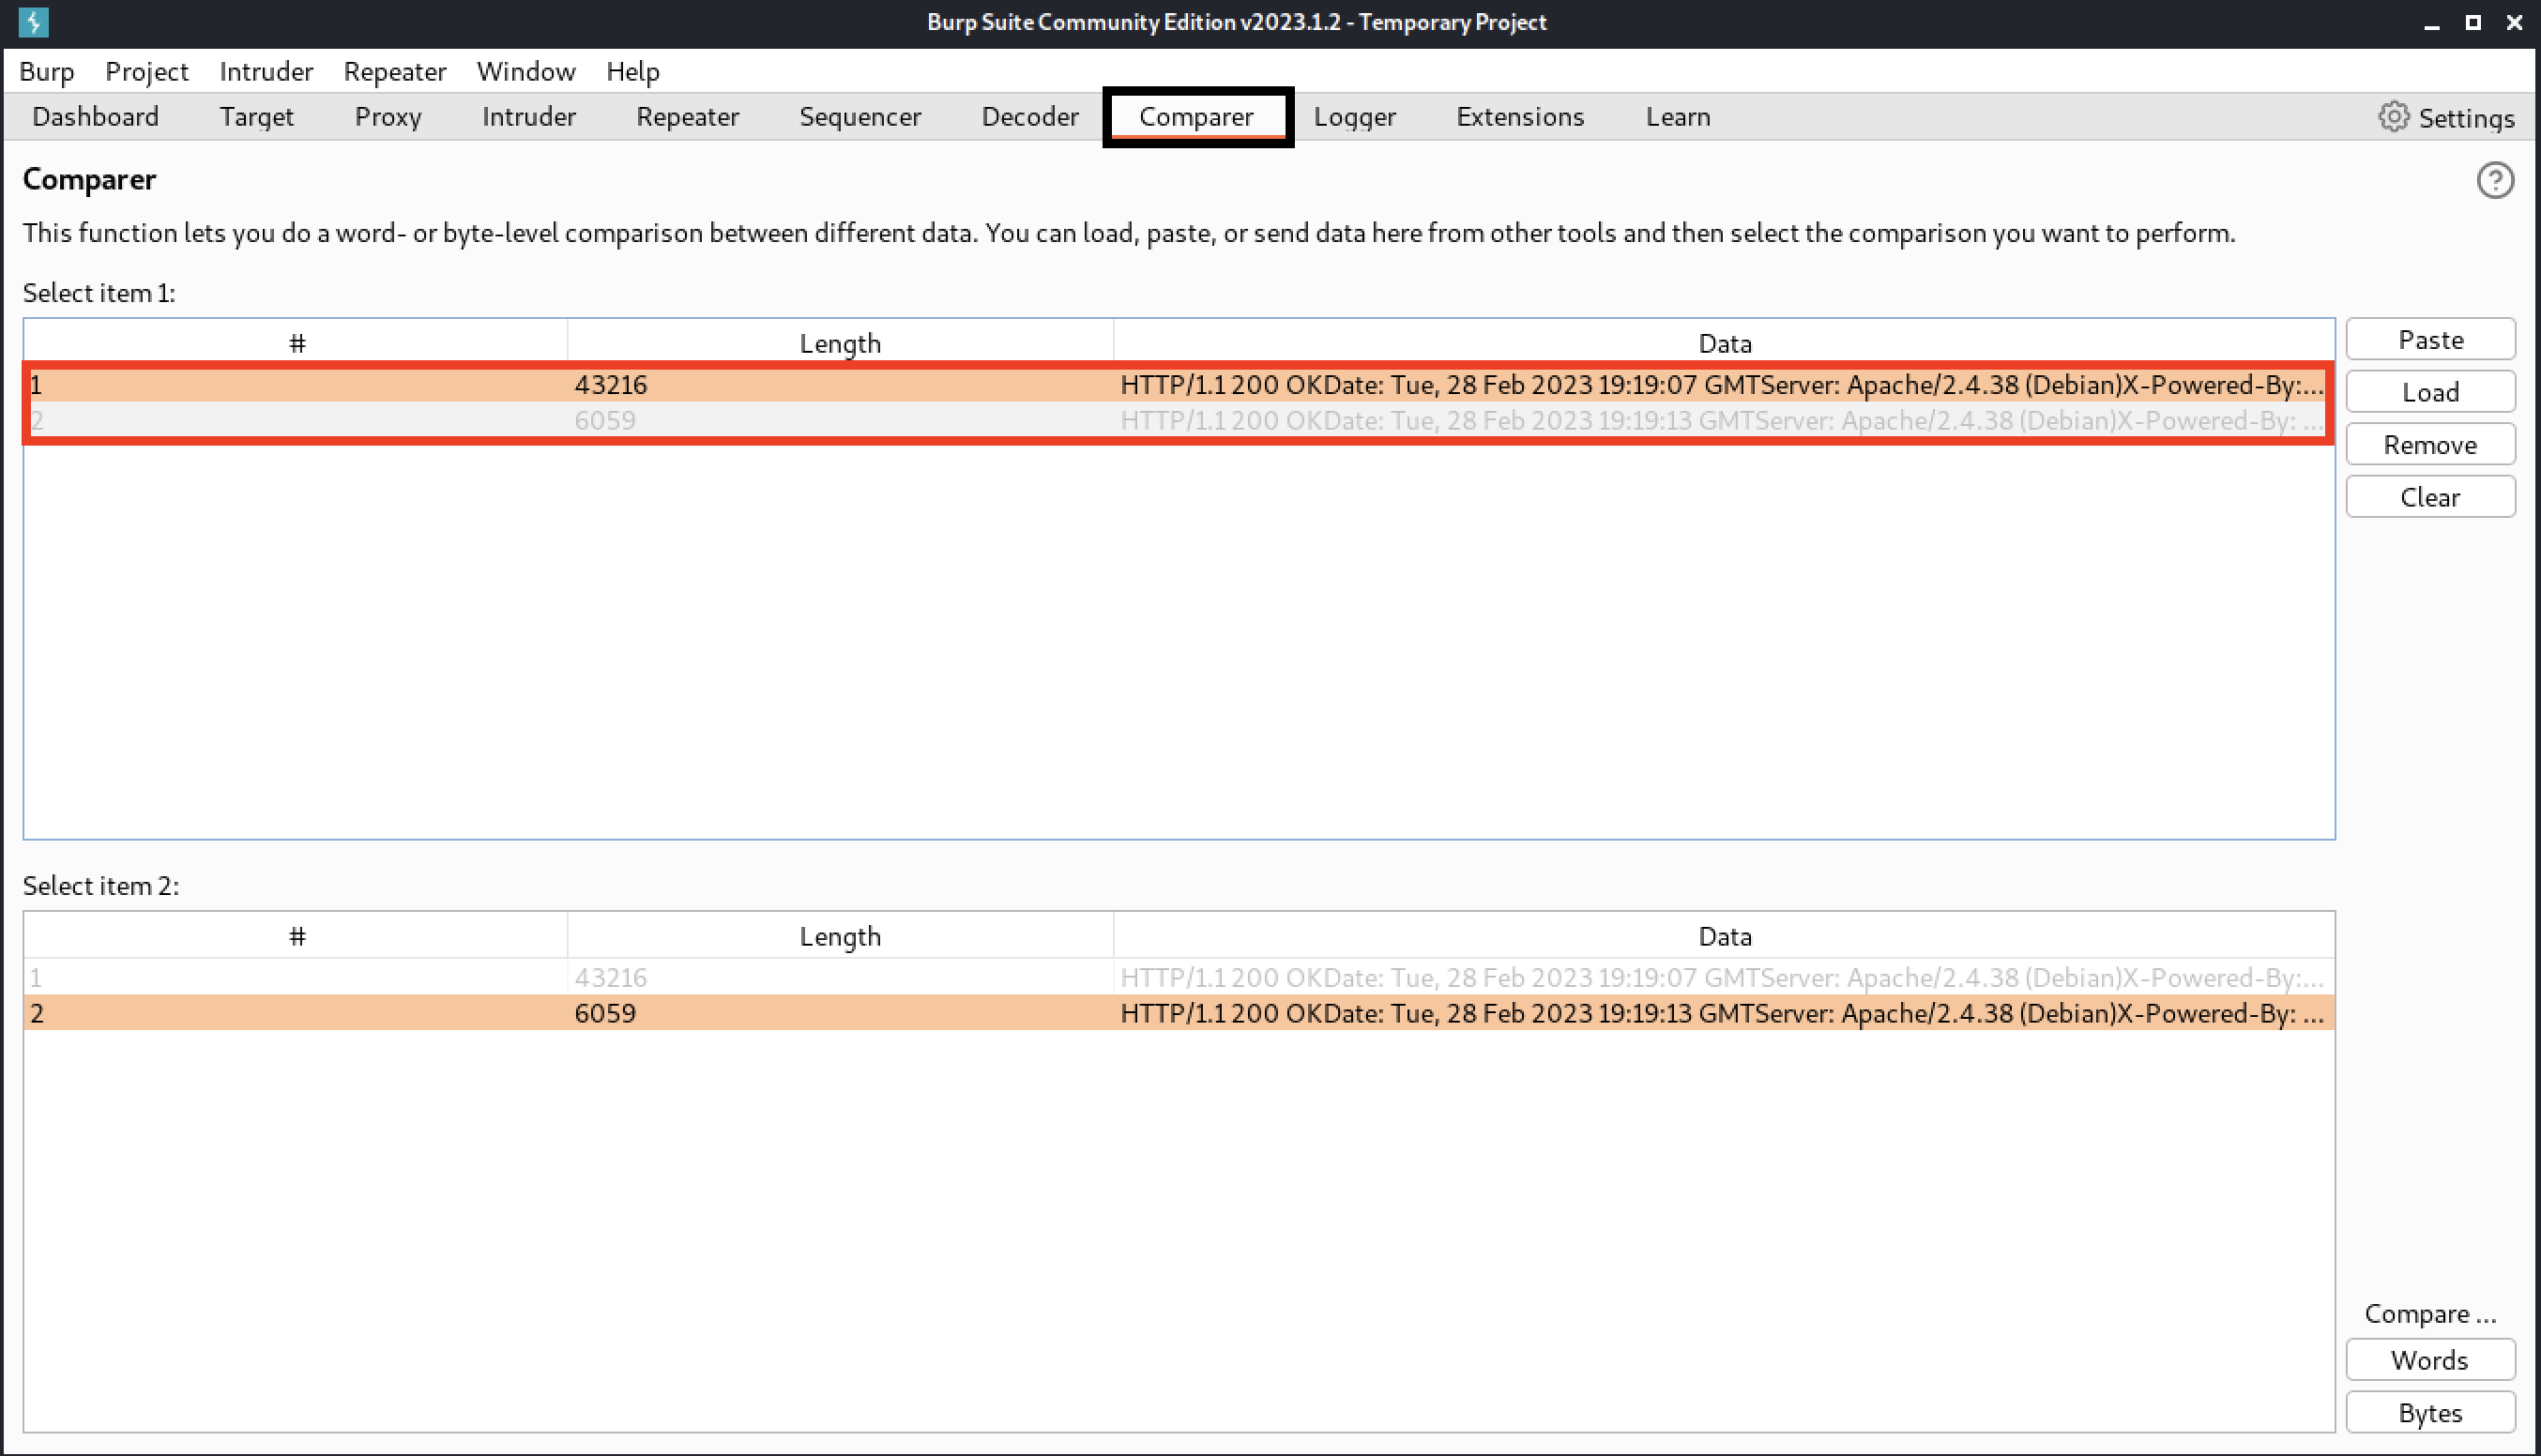 Burp Suite Community Edition v2023.1.2 - Temporary Project
Burp Project Intruder Repeater Window Help
Dashboard Target Proxy Intruder Repeater Sequencer Decoder Comparer Logger Extensions Learn Settings
Comparer
?
This function lets you do a word- or byte-level comparison between different data. You can load, paste, or send data here from other tools and then select the comparison you want to perform.
Select item 1:
# Length Data
1 43216 HTTP/1.1 200 OKDate: Tue, 28 Feb 2023 19:19:07 GMTServer: Apache/2.4.38 (Debian)X-Powered-By:...
2 6059 HTTP/1.1 200 OKDate: Tue, 28 Feb 2023 19:19:13 GMTServer: Apache/2.4.38 (Debian)X-Powered-By: ...
Paste
Load
Remove
Clear
Select item 2:
# Length Data
1 43216 HTTP/1.1 200 OKDate: Tue, 28 Feb 2023 19:19:07 GMTServer: Apache/2.4.38 (Debian)X-Powered-By:...
2 6059 HTTP/1.1 200 OKDate: Tue, 28 Feb 2023 19:19:13 GMTServer: Apache/2.4.38 (Debian)X-Powered-By: ...
Compare ...
Words
Bytes